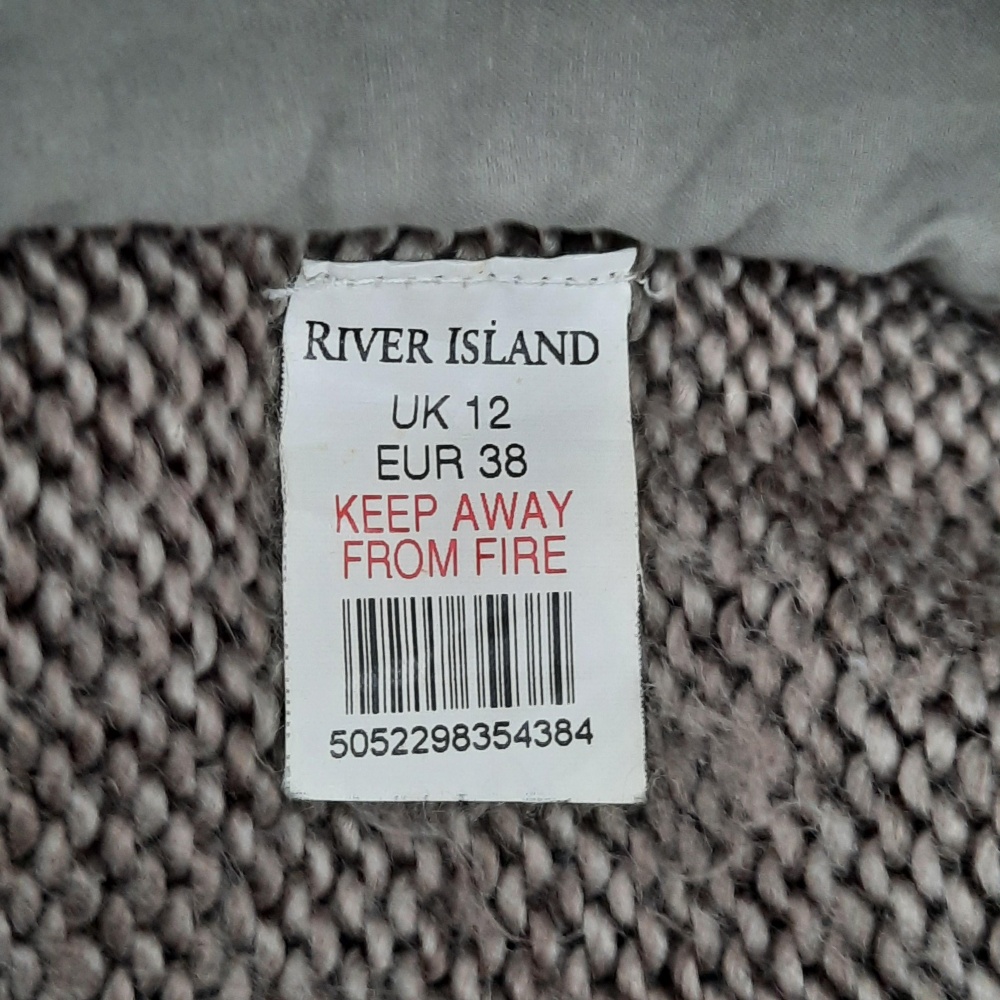 RIVER ISLAND
UK 12
EUR 38
KEEP AWAY
FROM FIRE
5052298354384